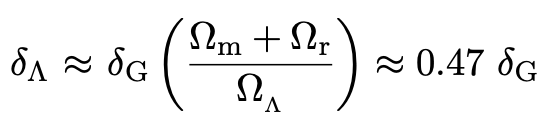 δ_Λ ≈ δ_G ( (Ω_m + Ω_r) / Ω_Λ ) ≈ 0.47 δ_G